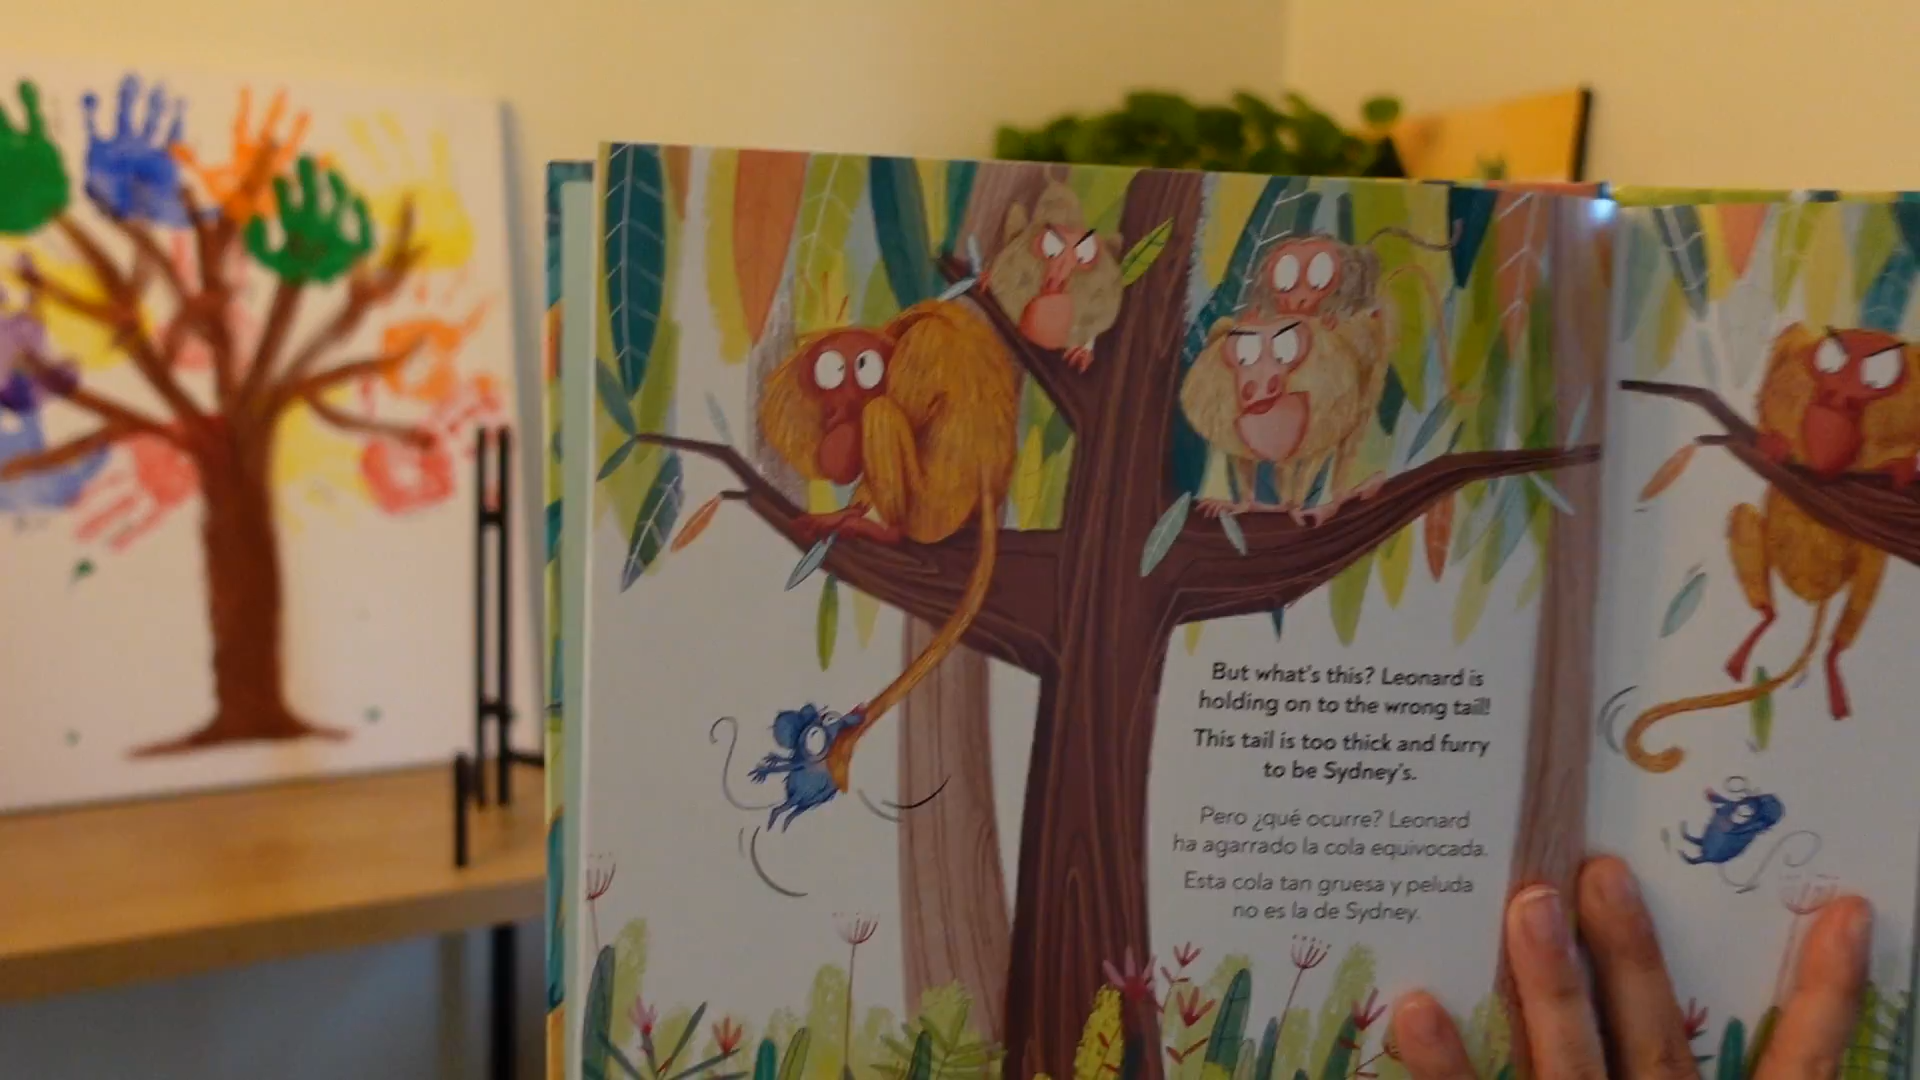 But what's this? Leonard is
holding on to the wrong tail!
This tail is too thick and furry
to be Sydney's.
Pero ¿qué ocurre? Leonard
ha agarrado la cola equivocada.
Esta cola tan gruesa y peluda
no es la de Sydney.